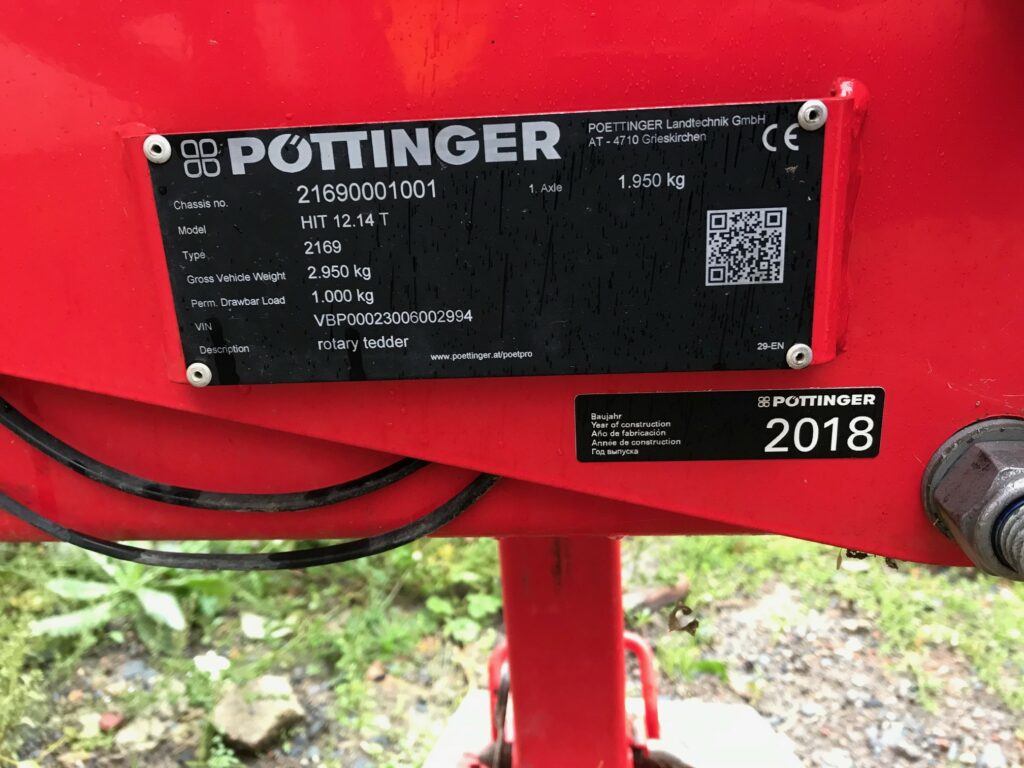 PÖTTINGER
POETTINGER Landtechnik GmbH
AT - 4710 Grieskirchen
CE
Chassis no. 21690001001 1. Axle 1.950 kg
Model HIT 12.14 T
Type 2169
Gross Vehicle Weight 2.950 kg
Perm. Drawbar Load 1.000 kg
VIN VBP00023006002994
Description rotary tedder
www.poettinger.at/poetpro
29-EN
PÖTTINGER
Baujahr
Year of construction
Año de fabricación
Année de construction
Год выпуска
2018